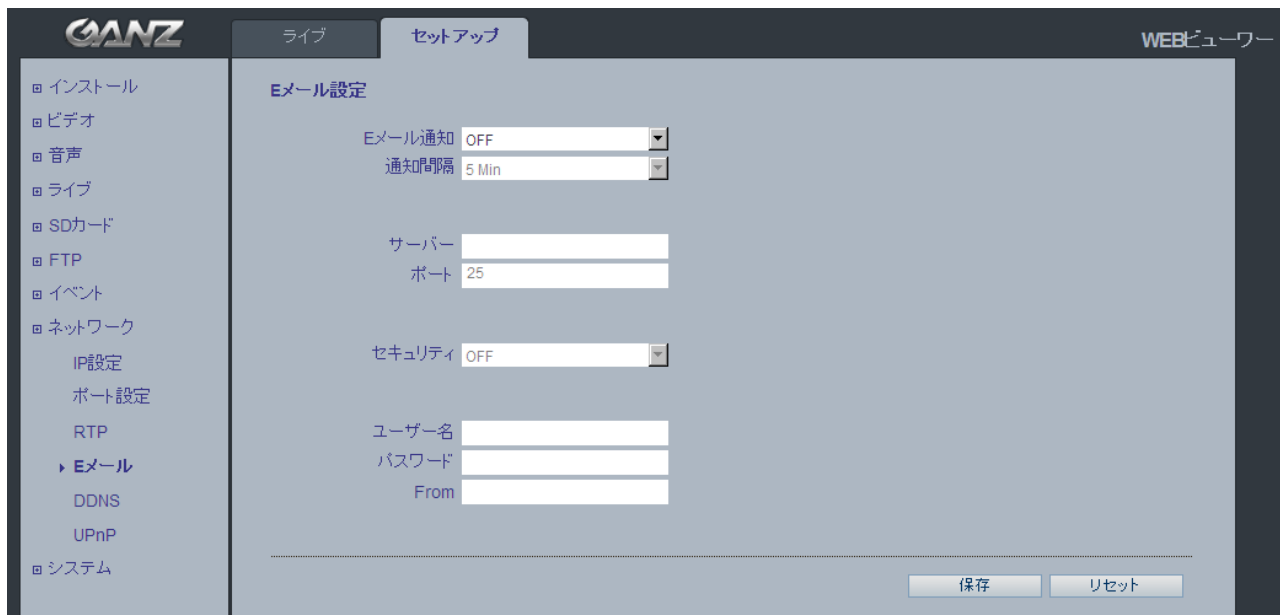 GANZ
ライブ
セットアップ
WEBビューワー
インストール
ビデオ
音声
ライブ
SDカード
FTP
イベント
ネットワーク
IP設定
ポート設定
RTP
Eメール
DDNS
UPnP
システム
Eメール設定
Eメール通知 OFF
通知間隔 5 Min
サーバー
ポート 25
セキュリティ OFF
ユーザー名
パスワード
From
保存 リセット